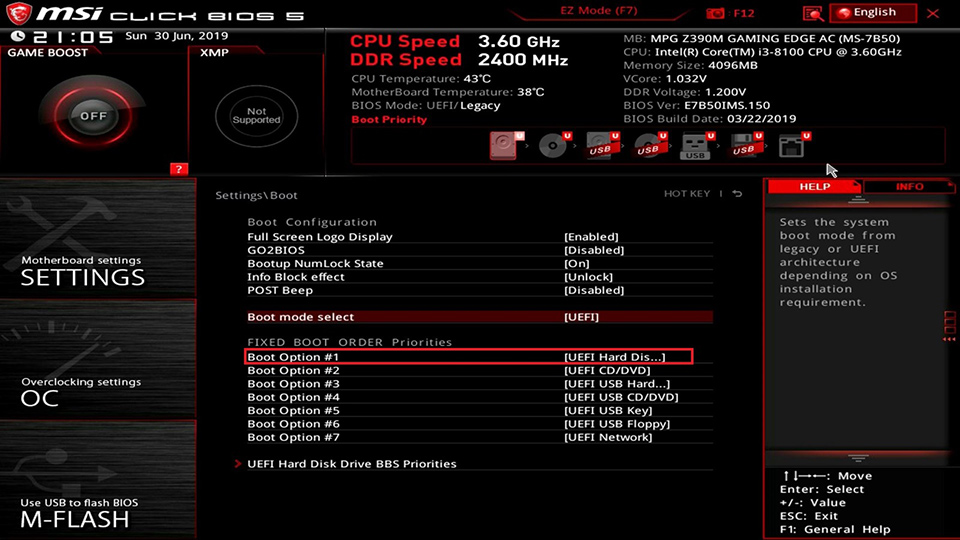 msi CLICK BIOS 5
EZ Mode (F7)
F12
English
21:05 Sun 30 Jun, 2019
GAME BOOST
XMP
OFF
Not
Supported
?
CPU Speed 3.60 GHz
DDR Speed 2400 MHz
CPU Temperature: 43°C
MotherBoard Temperature: 38°C
BIOS Mode: UEFI/Legacy
Boot Priority
MB: MPG Z390M GAMING EDGE AC (MS-7B50)
CPU: Intel(R) Core(TM) i3-8100 CPU @ 3.60GHz
Memory Size: 4096MB
VCore: 1.032V
DDR Voltage: 1.200V
BIOS Ver: E7B50IMS.150
BIOS Build Date: 03/22/2019
U U U U U U U
USB USB USB USB
Motherboard settings
SETTINGS
Overclocking settings
OC
Use USB to flash BIOS
M-FLASH
Settings\Boot
HOT KEY |
Boot Configuration
Full Screen Logo Display [Enabled]
GO2BIOS [Disabled]
Bootup NumLock State [On]
Info Block effect [Unlock]
POST Beep [Disabled]
Boot mode select [UEFI]
FIXED BOOT ORDER Priorities
Boot Option #1 [UEFI Hard Dis...]
Boot Option #2 [UEFI CD/DVD]
Boot Option #3 [UEFI USB Hard...]
Boot Option #4 [UEFI USB CD/DVD]
Boot Option #5 [UEFI USB Key]
Boot Option #6 [UEFI USB Floppy]
Boot Option #7 [UEFI Network]
UEFI Hard Disk Drive BBS Priorities
HELP
INFO
Sets the system
boot mode from
legacy or UEFI
architecture
depending on OS
installation
requirement.
↑↓→←: Move
Enter: Select
+/-: Value
ESC: Exit
F1: General Help